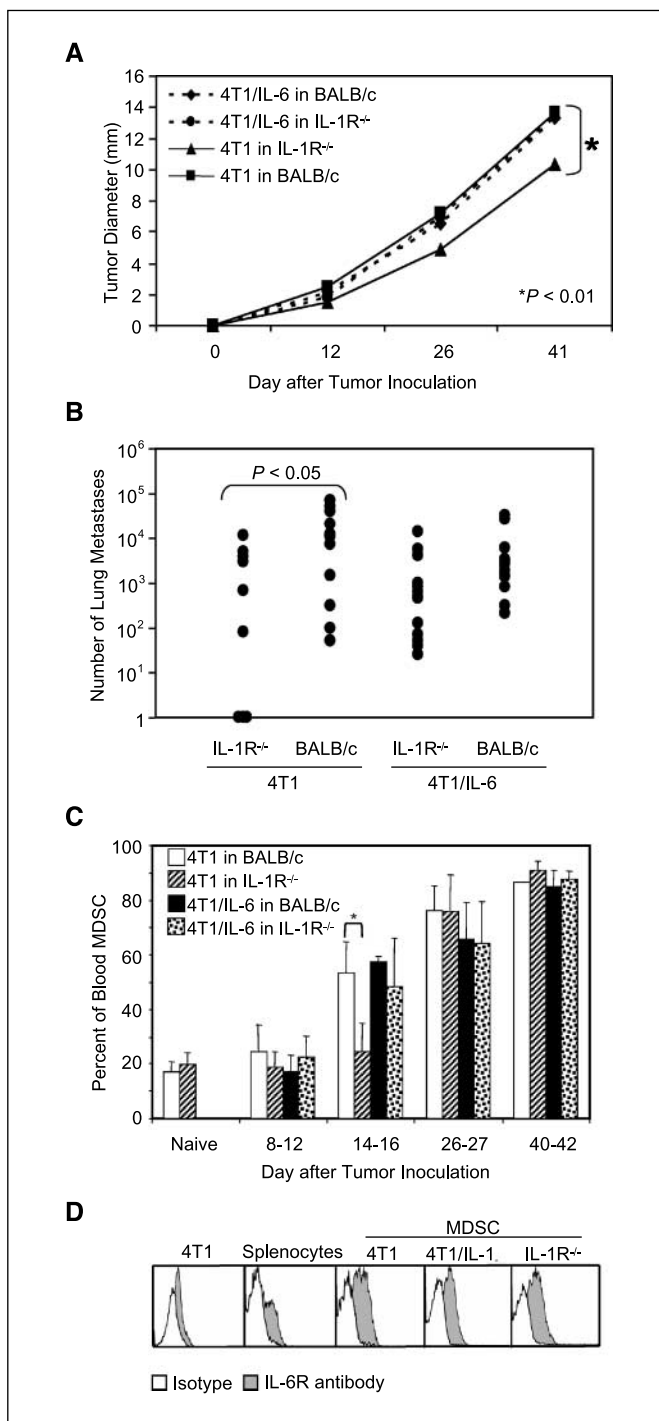 A
16
14
12
10
8
6
4
2
0
Tumor Diameter (mm)
4T1/IL-6 in BALB/c
4T1/IL-6 in IL-1R-/-
4T1 in IL-1R-/-
4T1 in BALB/c
*
*P < 0.01
0 12 26 41
Day after Tumor Inoculation
B
10^6
10^5
10^4
10^3
10^2
10^1
1
Number of Lung Metastases
P < 0.05
IL-1R-/- BALB/c IL-1R-/- BALB/c
4T1 4T1/IL-6
C
100
80
60
40
20
0
Percent of Blood MDSC
4T1 in BALB/c
4T1 in IL-1R-/-
4T1/IL-6 in BALB/c
4T1/IL-6 in IL-1R-/-
*
Naive 8-12 14-16 26-27 40-42
Day after Tumor Inoculation
D
MDSC
4T1 Splenocytes 4T1 4T1/IL-1 IL-1R-/-
Isotype IL-6R antibody